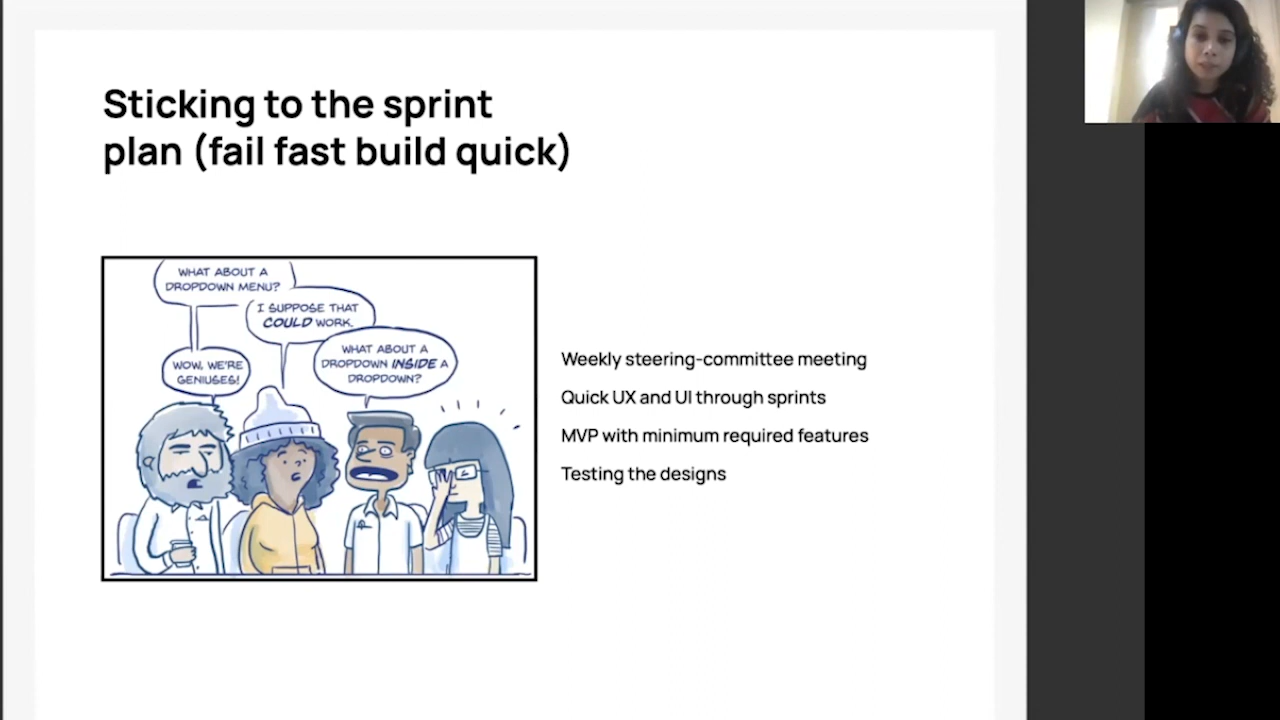 Sticking to the sprint
plan (fail fast build quick)
WHAT ABOUT A
DROPDOWN MENU?
I SUPPOSE THAT
COULD WORK.
WHAT ABOUT A
DROPDOWN INSIDE A
DROPDOWN?
WOW, WE'RE
GENIUSES!
Weekly steering-committee meeting
Quick UX and UI through sprints
MVP with minimum required features
Testing the designs